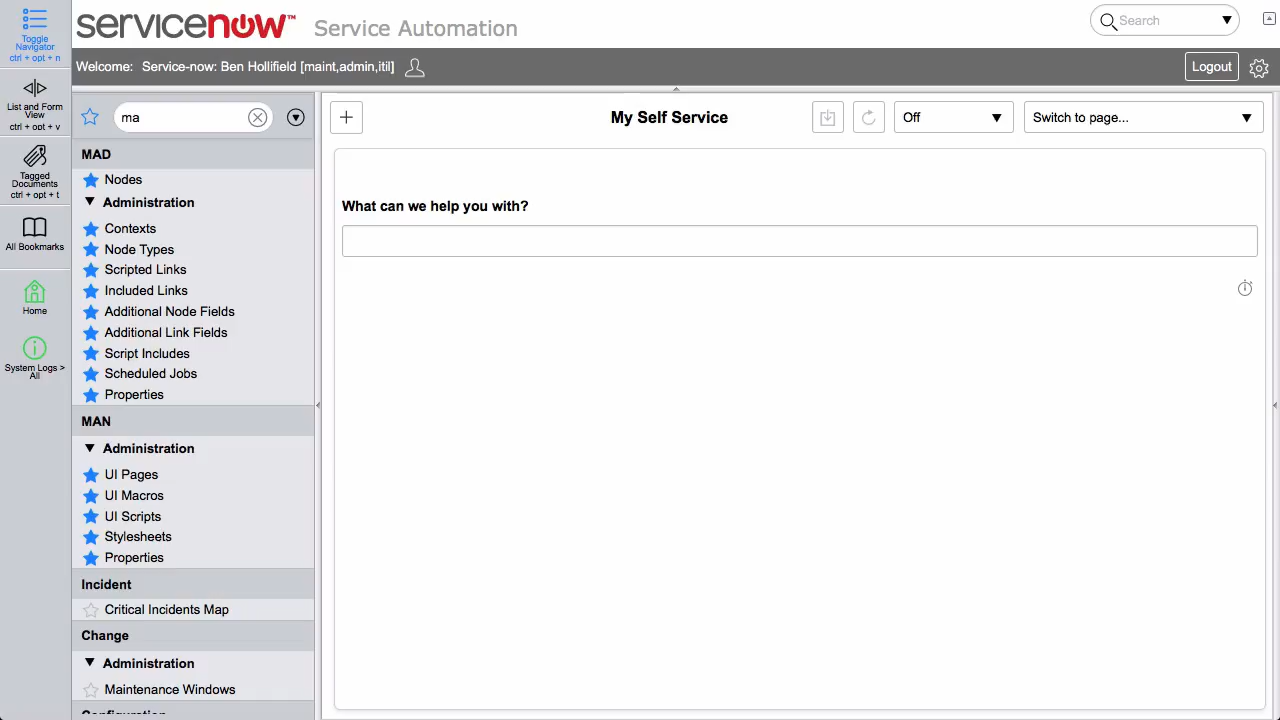 Toggle
Navigator
ctrl + opt + n
List and Form
View
ctrl + opt + v
Tagged
Documents
ctrl + opt + t
All Bookmarks
Home
System Logs >
All
servicenow™ Service Automation
Search
Welcome: Service-now: Ben Hollifield [maint,admin,itil]
Logout
ma
MAD
Nodes
Administration
Contexts
Node Types
Scripted Links
Included Links
Additional Node Fields
Additional Link Fields
Script Includes
Scheduled Jobs
Properties
MAN
Administration
UI Pages
UI Macros
UI Scripts
Stylesheets
Properties
Incident
Critical Incidents Map
Change
Administration
Maintenance Windows
Configuration
My Self Service
Off
Switch to page...
What can we help you with?